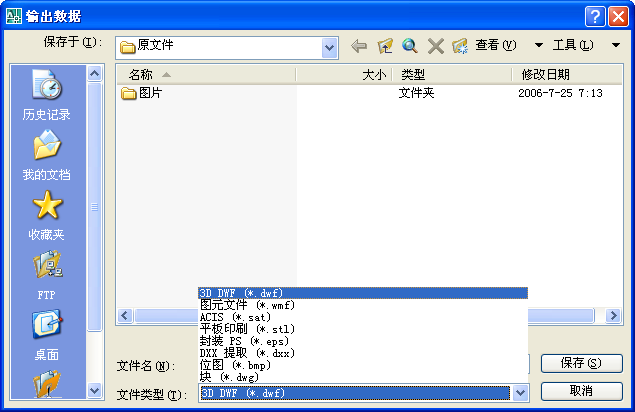 输出数据
保存于(I): 原文件 查看(V) 工具(L)
名称 大小 类型 修改日期
图片 文件夹 2006-7-25 7:13
历史记录
我的文档
收藏夹
FTP
桌面
3D DWF (*.dwf)
图元文件 (*.wmf)
ACIS (*.sat)
平板印刷 (*.stl)
封装 PS (*.eps)
DXX 提取 (*.dxx)
位图 (*.bmp)
块 (*.dwg)
文件名(N): 保存(S)
文件类型(T): 3D DWF (*.dwf) 取消